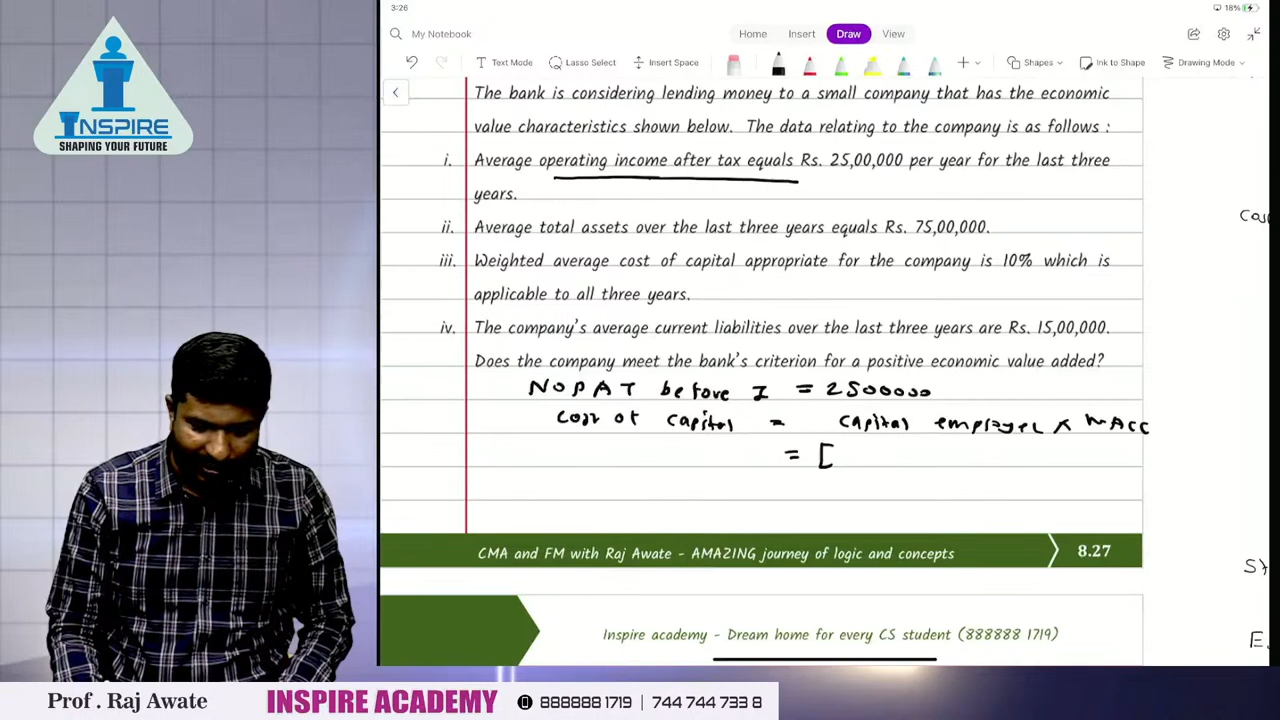 3:26
18%
My Notebook
Home Insert Draw View
Text Mode Lasso Select Insert Space Shapes Ink to Shape Drawing Mode
INSPIRE
SHAPING YOUR FUTURE
The bank is considering lending money to a small company that has the economic
value characteristics shown below. The data relating to the company is as follows :
i. Average operating income after tax equals Rs. 25,00,000 per year for the last three
years.
ii. Average total assets over the last three years equals Rs. 75,00,000.
iii. Weighted average cost of capital appropriate for the company is 10% which is
applicable to all three years.
iv. The company's average current liabilities over the last three years are Rs. 15,00,000.
Does the company meet the bank's criterion for a positive economic value added?
NOPAT before I = 2500000
Cost of capital = capital employed x WACC
= [
CMA and FM with Raj Awate - AMAZING journey of logic and concepts 8.27
Inspire academy - Dream home for every CS student (888888 1719)
Prof . Raj Awate INSPIRE ACADEMY 888888 1719 | 744 744 733 8